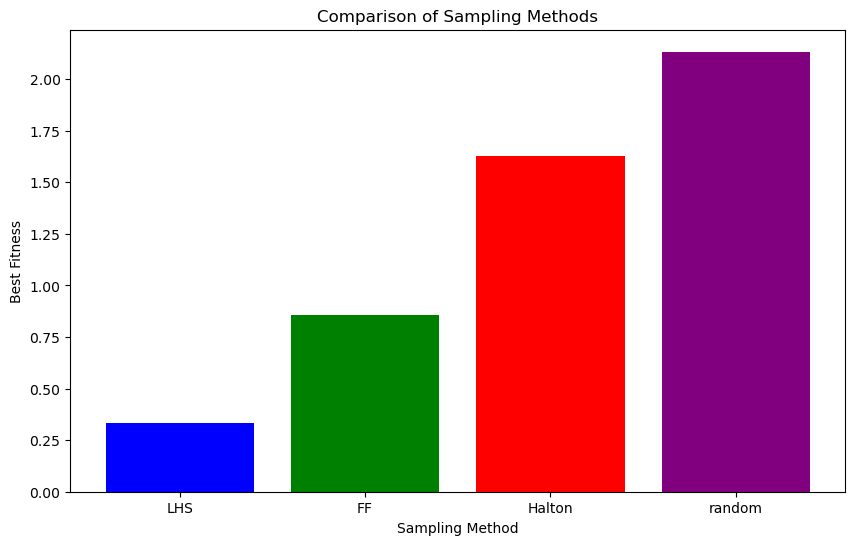 Comparison of Sampling Methods
2.00
1.75
1.50
1.25
1.00
0.75
0.50
0.25
0.00
Best Fitness
LHS FF Halton random
Sampling Method